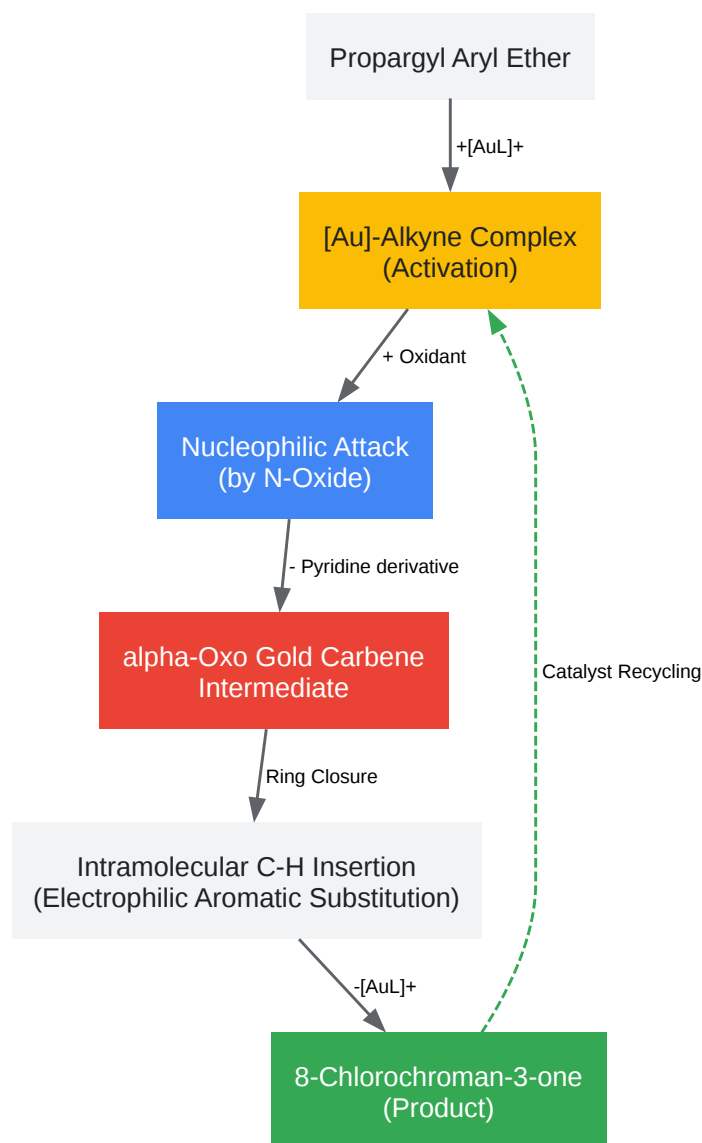 Propargyl Aryl Ether
+[AuL]+
[Au]-Alkyne Complex
(Activation)
+ Oxidant
Nucleophilic Attack
(by N-Oxide)
- Pyridine derivative
alpha-Oxo Gold Carbene
Intermediate
Catalyst Recycling
Ring Closure
Intramolecular C-H Insertion
(Electrophilic Aromatic Substitution)
-[AuL]+
8-Chlorochroman-3-one
(Product)